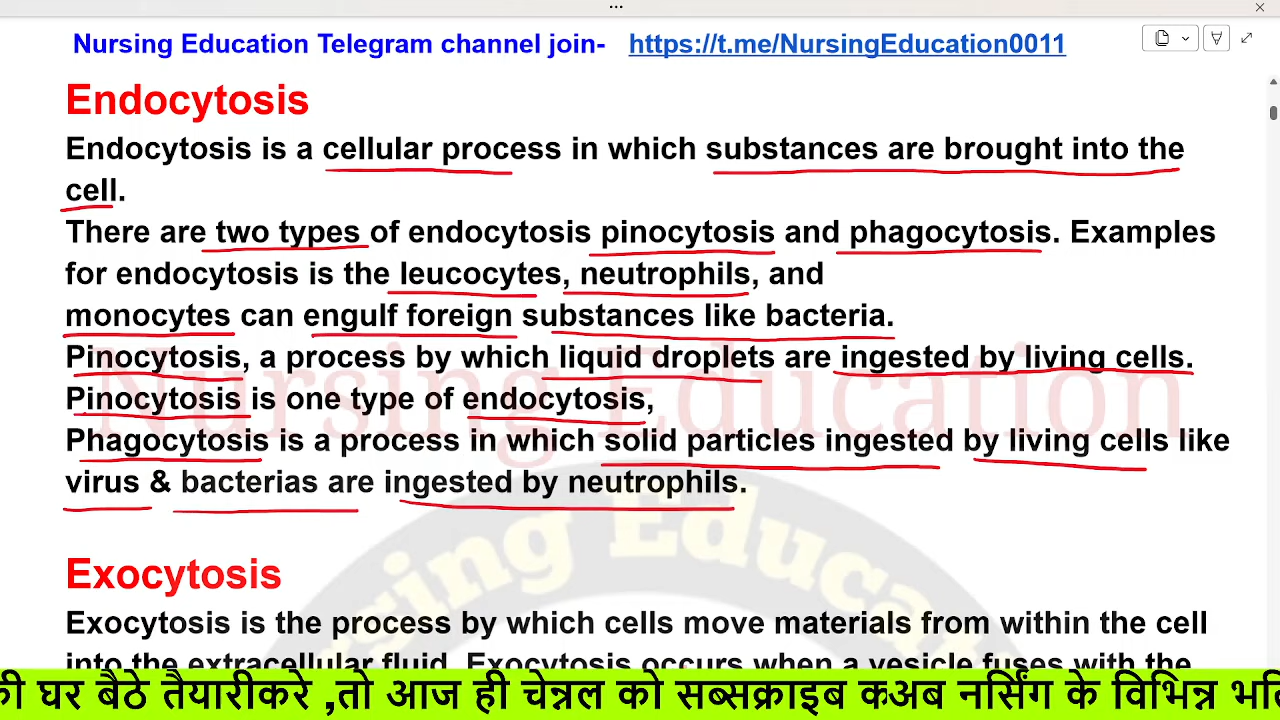 Nursing Education Telegram channel join- https://t.me/NursingEducation0011
Endocytosis
Endocytosis is a cellular process in which substances are brought into the
cell.
There are two types of endocytosis pinocytosis and phagocytosis. Examples
for endocytosis is the leucocytes, neutrophils, and
monocytes can engulf foreign substances like bacteria.
Pinocytosis, a process by which liquid droplets are ingested by living cells.
Pinocytosis is one type of endocytosis,
Phagocytosis is a process in which solid particles ingested by living cells like
virus & bacterias are ingested by neutrophils.
Nursing Education
Nursing Education
Exocytosis
Exocytosis is the process by which cells move materials from within the cell
into the extracellular fluid. Exocytosis occurs when a vesicle fuses with the
की घर बैठे तैयारीकरे ,तो आज ही चेन्नल को सब्सक्राइब कअब नर्सिंग के विभिन्न